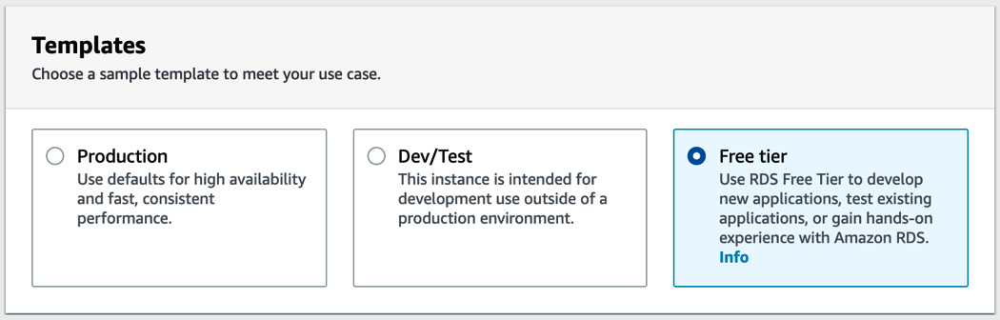 Templates
Choose a sample template to meet your use case.
Production
Use defaults for high availability
and fast, consistent
performance.
Dev/Test
This instance is intended for
development use outside of a
production environment.
Free tier
Use RDS Free Tier to develop
new applications, test existing
applications, or gain hands-on
experience with Amazon RDS.
Info